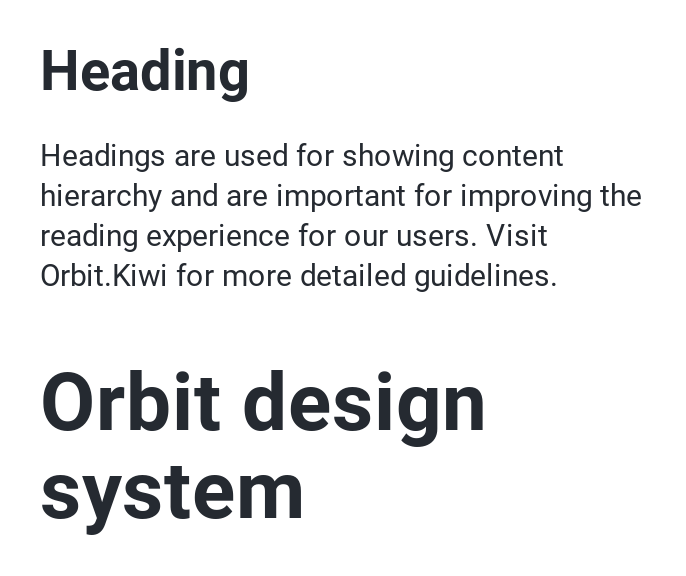 Heading
Headings are used for showing content
hierarchy and are important for improving the
reading experience for our users. Visit
Orbit.Kiwi for more detailed guidelines.
Orbit design
system